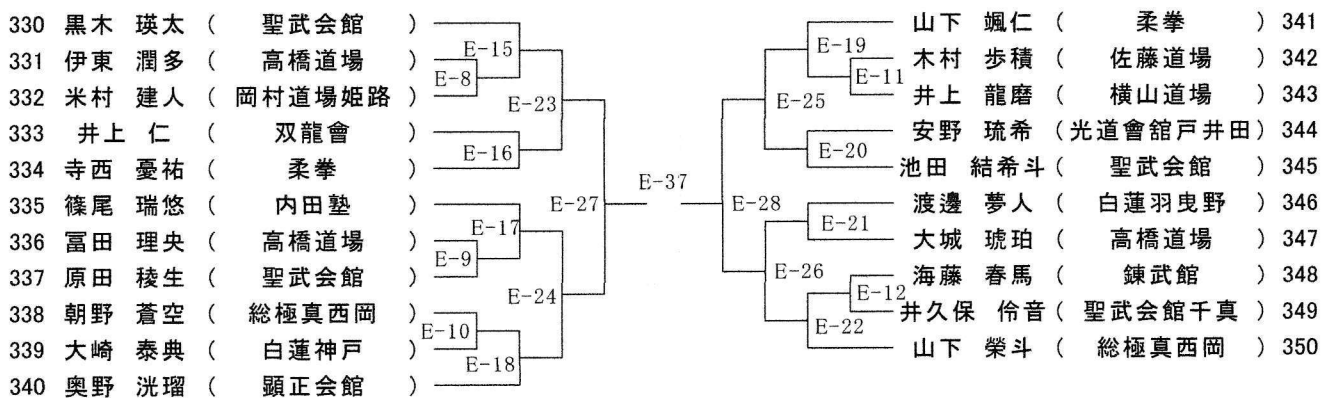 330 黒木 瑛太 ( 聖武会館 )
331 伊東 潤多 ( 高橋道場 )
332 米村 建人 ( 岡村道場姫路 )
333 井上 仁 ( 双龍會 )
334 寺西 憂祐 ( 柔拳 )
335 篠尾 瑞悠 ( 内田塾 )
336 冨田 理央 ( 高橋道場 )
337 原田 稜生 ( 聖武会館 )
338 朝野 蒼空 ( 総極真西岡 )
339 大崎 泰典 ( 白蓮神戸 )
340 奥野 洸瑠 ( 顕正会館 )
E-15
E-8
E-23
E-16
E-27
E-17
E-9
E-24
E-10
E-18
E-37
E-19
E-11
E-25
E-20
E-28
E-21
E-26
E-12
E-22
山下 颯仁 ( 柔拳 ) 341
木村 歩積 ( 佐藤道場 ) 342
井上 龍磨 ( 横山道場 ) 343
安野 琉希 (光道會舘戸井田) 344
池田 結希斗 ( 聖武会館 ) 345
渡邊 夢人 ( 白蓮羽曳野 ) 346
大城 琥珀 ( 高橋道場 ) 347
海藤 春馬 ( 錬武館 ) 348
井久保 伶音 ( 聖武会館千真 ) 349
山下 榮斗 ( 総極真西岡 ) 350